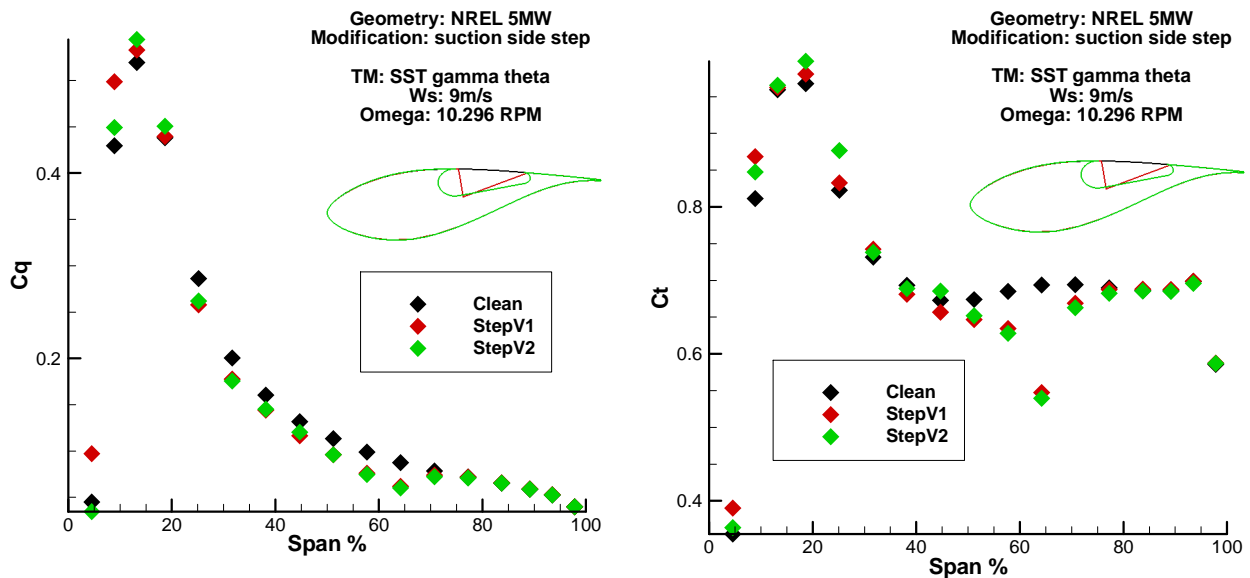 Geometry: NREL 5MW
Modification: suction side step
TM: SST gamma theta
Ws: 9m/s
Omega: 10.296 RPM
Cq
0.4
0.2
Clean
StepV1
StepV2
0
20
40
60
80
100
Span %
Geometry: NREL 5MW
Modification: suction side step
TM: SST gamma theta
Ws: 9m/s
Omega: 10.296 RPM
Ct
0.8
0.6
0.4
Clean
StepV1
StepV2
0
20
40
60
80
100
Span %